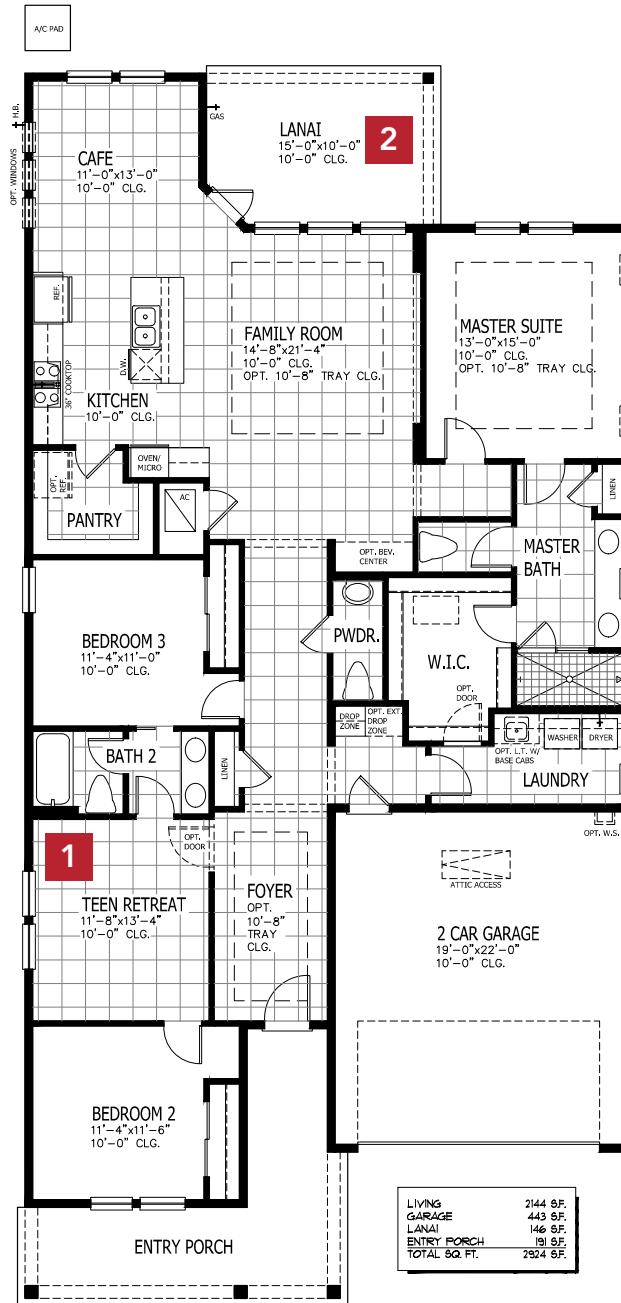 A/C PAD
H.B.
GAS
OPT. WINDOWS
LANAI
15'-0"x10'-0"
10'-0" CLG.
2
CAFE
11'-0"x13'-0"
10'-0" CLG.
REF.
D.W.
36" COOKTOP
KITCHEN
10'-0" CLG.
FAMILY ROOM
14'-8"x21'-4"
10'-0" CLG.
OPT. 10'-8" TRAY CLG.
MASTER SUITE
13'-0"x15'-0"
10'-0" CLG.
OPT. 10'-8" TRAY CLG.
OVEN/
MICRO
OPT.
REF.
PANTRY
AC
LINEN
MASTER
BATH
OPT. BEV.
CENTER
PWDR.
W.I.C.
OPT.
DOOR
BEDROOM 3
11'-4"x11'-0"
10'-0" CLG.
DROP
ZONE
OPT. EXT.
DROP
ZONE
BATH 2
LINEN
OPT. L.T. W/
BASE CABS
WASHER
DRYER
LAUNDRY
OPT. W.S.
1
OPT.
DOOR
TEEN RETREAT
11'-8"x13'-4"
10'-0" CLG.
FOYER
OPT.
10'-8"
TRAY
CLG.
ATTIC ACCESS
2 CAR GARAGE
19'-0"x22'-0"
10'-0" CLG.
BEDROOM 2
11'-4"x11'-6"
10'-0" CLG.
ENTRY PORCH
LIVING 2144 S.F.
GARAGE 443 S.F.
LANAI 146 S.F.
ENTRY PORCH 191 S.F.
TOTAL SQ. FT. 2924 S.F.